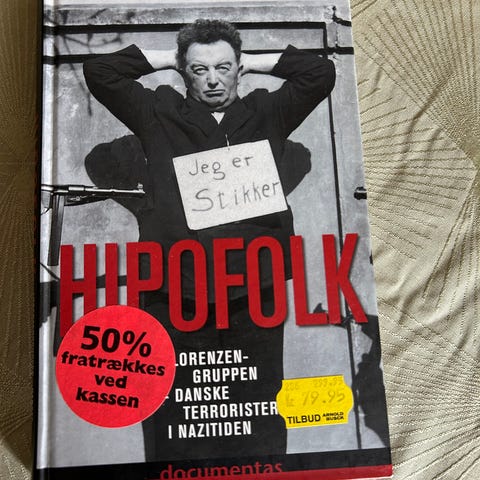 Jeg er
Stikker
HIPOFOLK
LORENZEN-
GRUPPEN
- DANSKE
TERRORISTER
I NAZITIDEN
50%
fratrækkes
ved
kassen
79.95
TILBUD ARNOLD
BUSCK
documentas